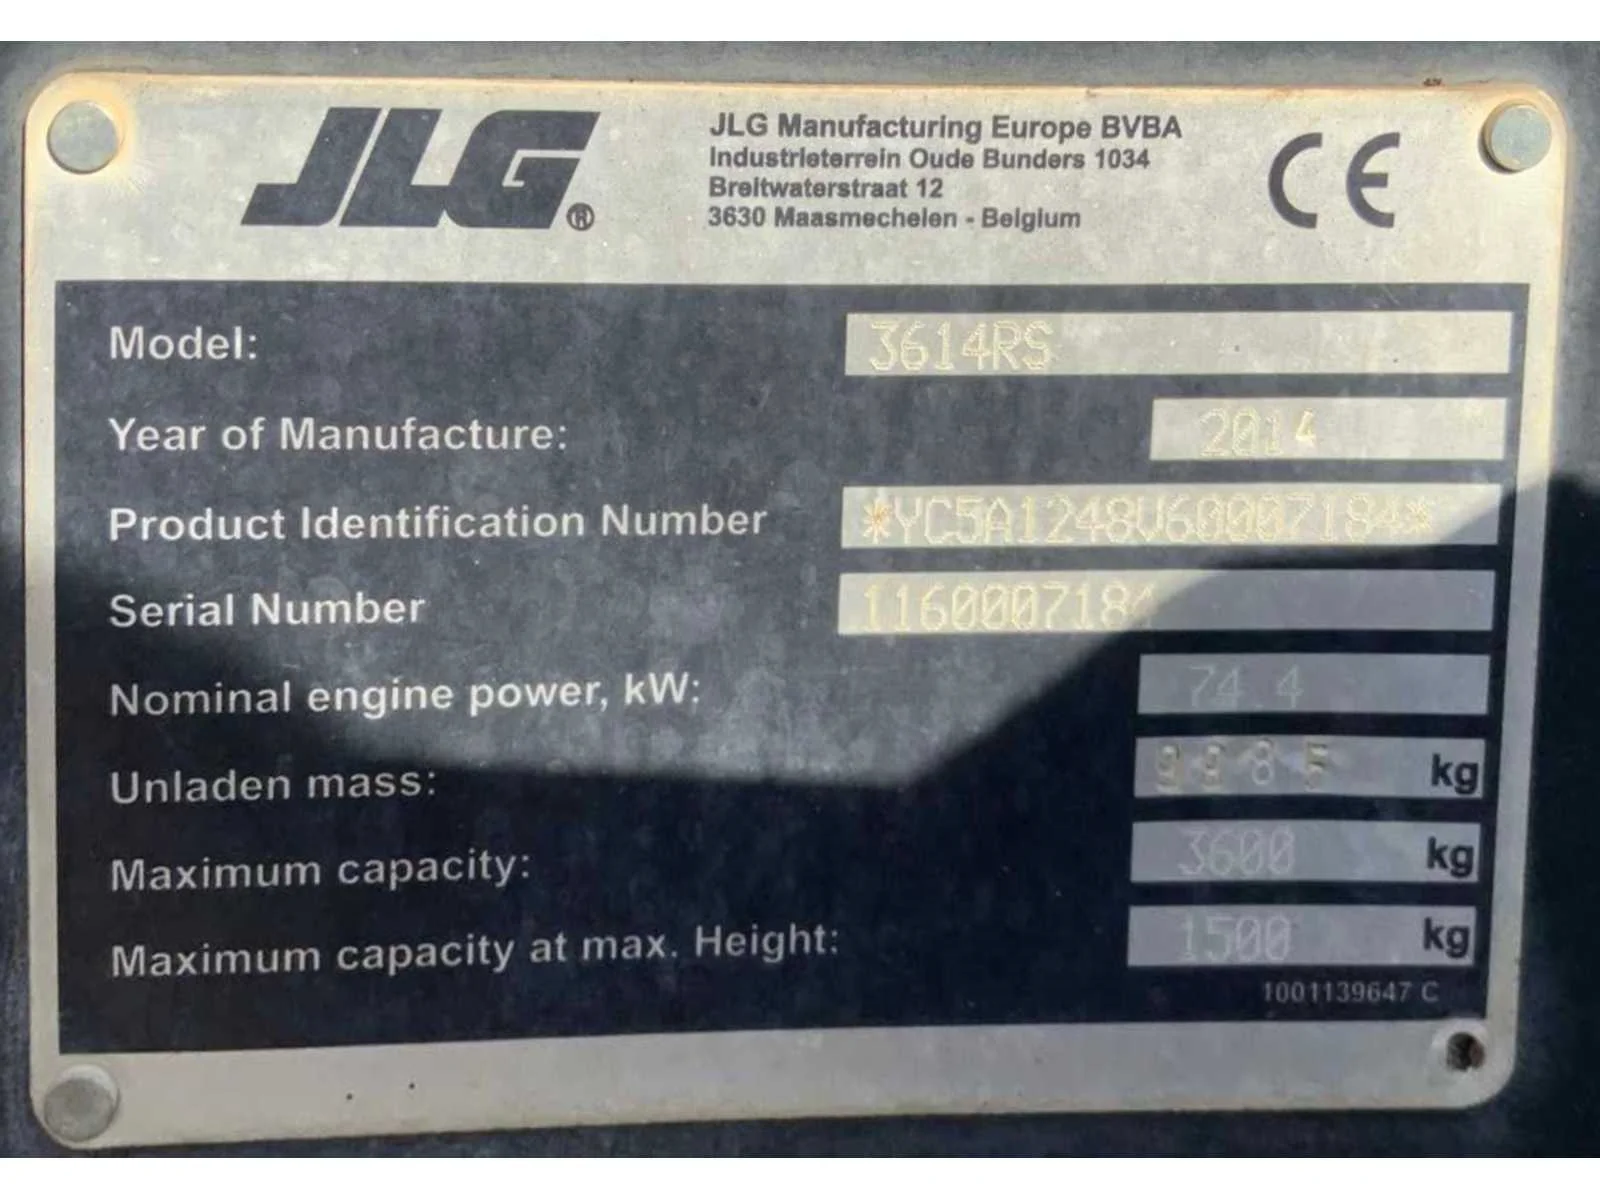 JLG®
JLG Manufacturing Europe BVBA
Industrieterrein Oude Bunders 1034
Breitwaterstraat 12
3630 Maasmechelen - Belgium
CE
Model: 3614RS
Year of Manufacture: 2014
Product Identification Number *YC5A1248V60007184*
Serial Number 1160007184
Nominal engine power, kW: 74.4
Unladen mass: kg
Maximum capacity: 3600 kg
Maximum capacity at max. Height: 1500 kg
1001139647 C